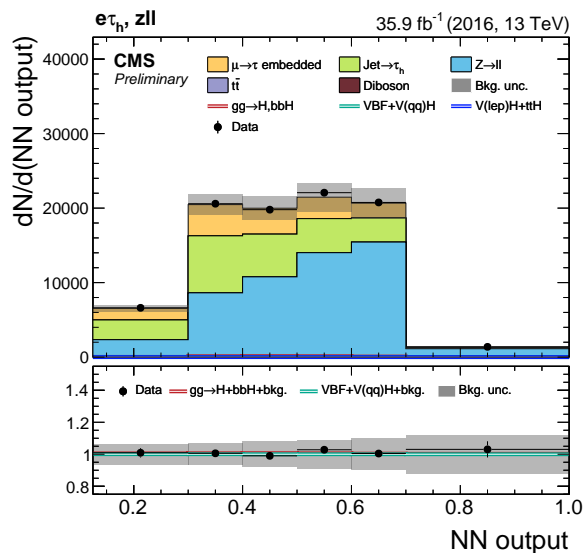 eτh, zll
35.9 fb-1 (2016, 13 TeV)
CMS
Preliminary
μ→τ embedded
Jet→τh
Z→ll
tt̄
Diboson
Bkg. unc.
gg→H,bbH
VBF+V(qq)H
V(lep)H+ttH
Data
dN/d(NN output)
40000
30000
20000
10000
0
Data
gg→H+bbH+bkg.
VBF+V(qq)H+bkg.
Bkg. unc.
1.4
1.2
1.0
0.8
0.2
0.4
0.6
0.8
1.0
NN output